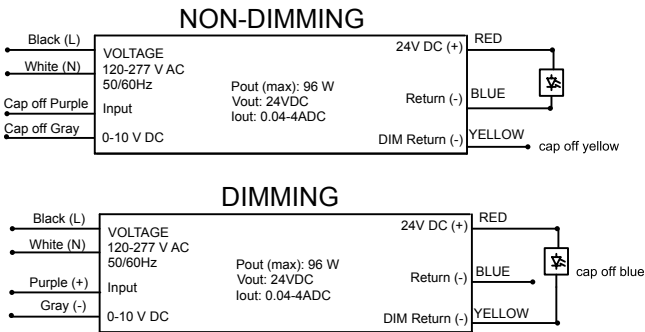 NON-DIMMING
Black (L)
White (N)
Cap off Purple
Cap off Gray
VOLTAGE
120-277 V AC
50/60Hz
Input
0-10 V DC
Pout (max): 96 W
Vout: 24VDC
Iout: 0.04-4ADC
24V DC (+)
Return (-)
DIM Return (-)
RED
BLUE
YELLOW
cap off yellow
DIMMING
Black (L)
White (N)
Purple (+)
Gray (-)
VOLTAGE
120-277 V AC
50/60Hz
Input
0-10 V DC
Pout (max): 96 W
Vout: 24VDC
Iout: 0.04-4ADC
24V DC (+)
Return (-)
DIM Return (-)
RED
BLUE
YELLOW
cap off blue